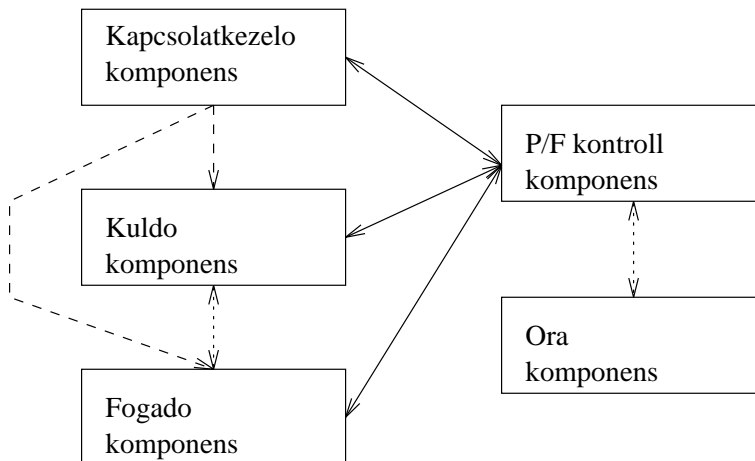 Kapcsolatkezelo
komponens
P/F kontroll
komponens
Kuldo
komponens
Ora
komponens
Fogado
komponens